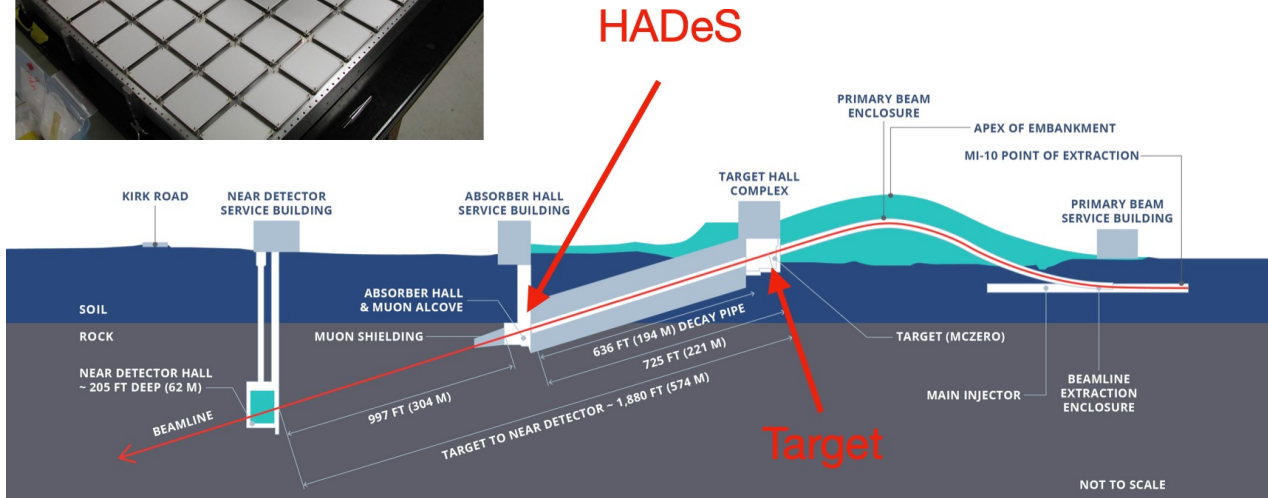 HADeS
PRIMARY BEAM
ENCLOSURE
APEX OF EMBANKMENT
MI-10 POINT OF EXTRACTION
TARGET HALL
COMPLEX
KIRK ROAD
NEAR DETECTOR
SERVICE BUILDING
ABSORBER HALL
SERVICE BUILDING
PRIMARY BEAM
SERVICE BUILDING
ABSORBER HALL
& MUON ALCOVE
SOIL
ROCK
MUON SHIELDING
636 FT (194 M) DECAY PIPE
725 FT (221 M)
TARGET (MCZERO)
NEAR DETECTOR HALL
~ 205 FT DEEP (62 M)
BEAMLINE
997 FT (304 M)
TARGET TO NEAR DETECTOR ~ 1,880 FT (574 M)
MAIN INJECTOR
BEAMLINE
EXTRACTION
ENCLOSURE
Target
NOT TO SCALE